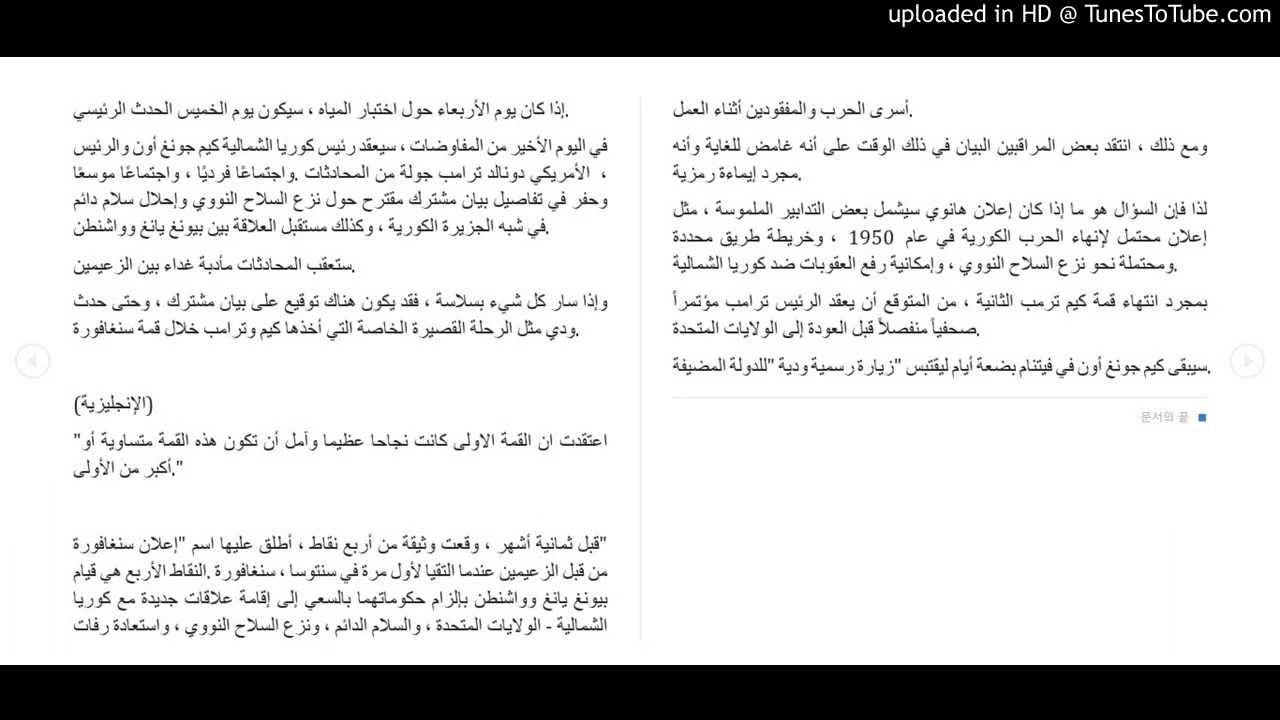 uploaded in HD @ TunesToTube.com
إذا كان يوم الأربعاء حول اختبار المياه ، سيكون يوم الخميس الحدث الرئيسي.
في اليوم الأخير من المفاوضات ، سيعقد رئيس كوريا الشمالية كيم جونغ أون والرئيس
الأمريكي دونالد ترامب جولة من المحادثات .واجتماعًا فرديًا ، واجتماعًا موسعًا ،
وحفر في تفاصيل بيان مشترك مقترح حول نزع السلاح النووي وإحلال سلام دائم
في شبه الجزيرة الكورية ، وكذلك مستقبل العلاقة بين بيونغ يانغ وواشنطن.
ستعقب المحادثات مأدبة غداء بين الزعيمين.
وإذا سار كل شيء بسلاسة ، فقد يكون هناك توقيع على بيان مشترك ، وحتى حدث
ودي مثل الرحلة القصيرة الخاصة التي أخذها كيم وترامب خلال قمة سنغافورة.
(الإنجليزية)
"اعتقدت ان القمة الاولى كانت نجاحا عظيما وآمل أن تكون هذه القمة متساوية أو
أكبر من الأولى."
"قبل ثمانية أشهر ، وقعت وثيقة من أربع نقاط ، أطلق عليها اسم "إعلان سنغافورة
من قبل الزعيمين عندما التقيا لأول مرة في سنتوسا ، سنغافورة .النقاط الأربع هي قيام
بيونغ يانغ وواشنطن بإلزام حكوماتهما بالسعي إلى إقامة علاقات جديدة مع كوريا
الشمالية - الولايات المتحدة ، والسلام الدائم ، ونزع السلاح النووي ، واستعادة رفات
أسرى الحرب والمفقودين أثناء العمل.
ومع ذلك ، انتقد بعض المراقبين البيان في ذلك الوقت على أنه غامض للغاية وأنه
مجرد إيماءة رمزية.
لذا فإن السؤال هو ما إذا كان إعلان هانوي سيشمل بعض التدابير الملموسة ، مثل
إعلان محتمل لإنهاء الحرب الكورية في عام 1950 ، وخريطة طريق محددة
ومحتملة نحو نزع السلاح النووي ، وإمكانية رفع العقوبات ضد كوريا الشمالية.
بمجرد انتهاء قمة كيم ترمب الثانية ، من المتوقع أن يعقد الرئيس ترامب مؤتمراً
صحفياً منفصلاً قبل العودة إلى الولايات المتحدة.
سيبقى كيم جونغ أون في فيتنام بضعة أيام ليقتبس "زيارة رسمية ودية "للدولة المضيفة.
문서의 끝